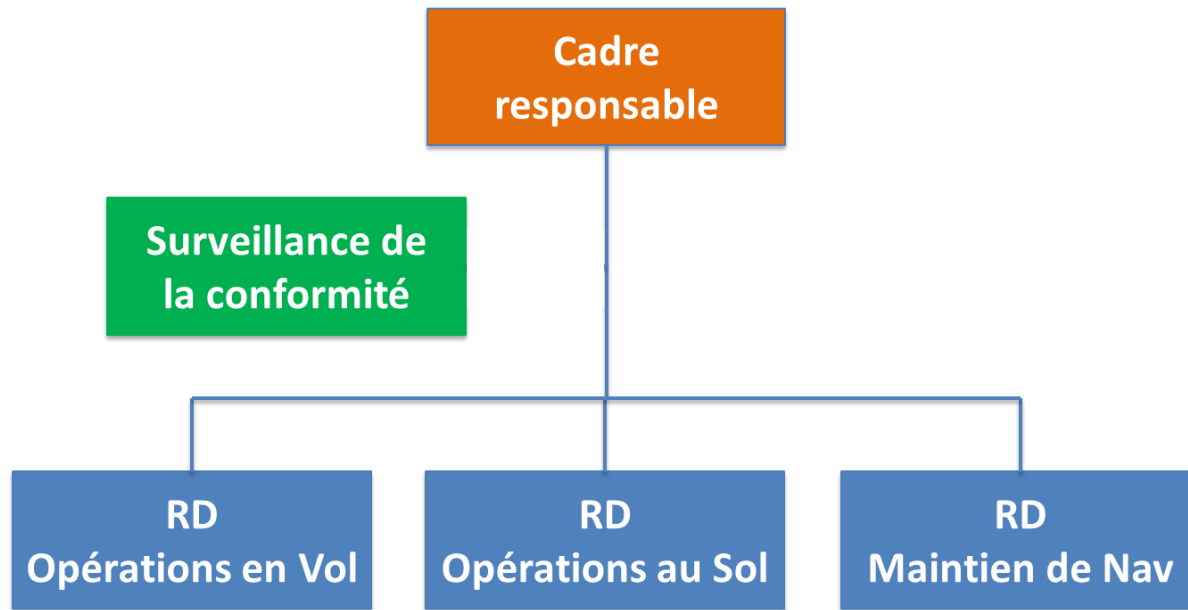 Cadre
responsable
Surveillance de
la conformité
RD
Opérations en Vol
RD
Opérations au Sol
RD
Maintien de Nav